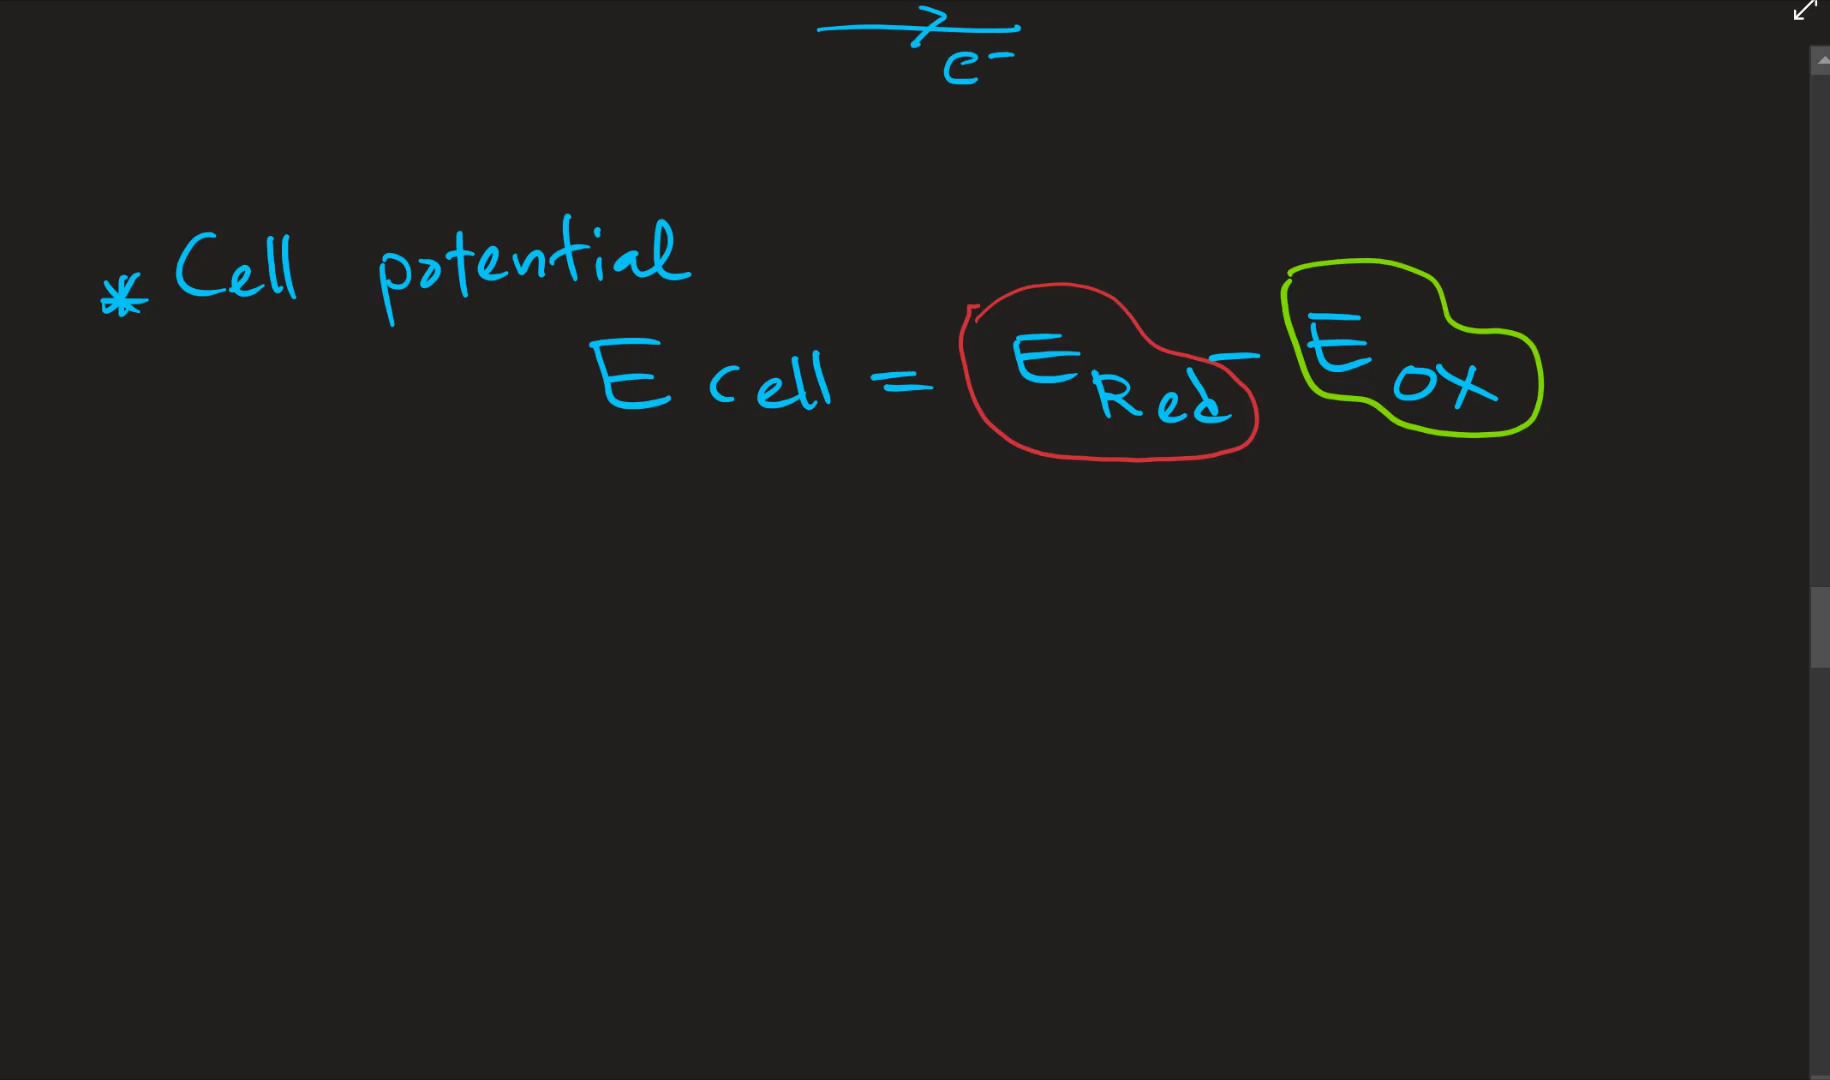 e⁻
* Cell potential
E cell = E Red - E ox